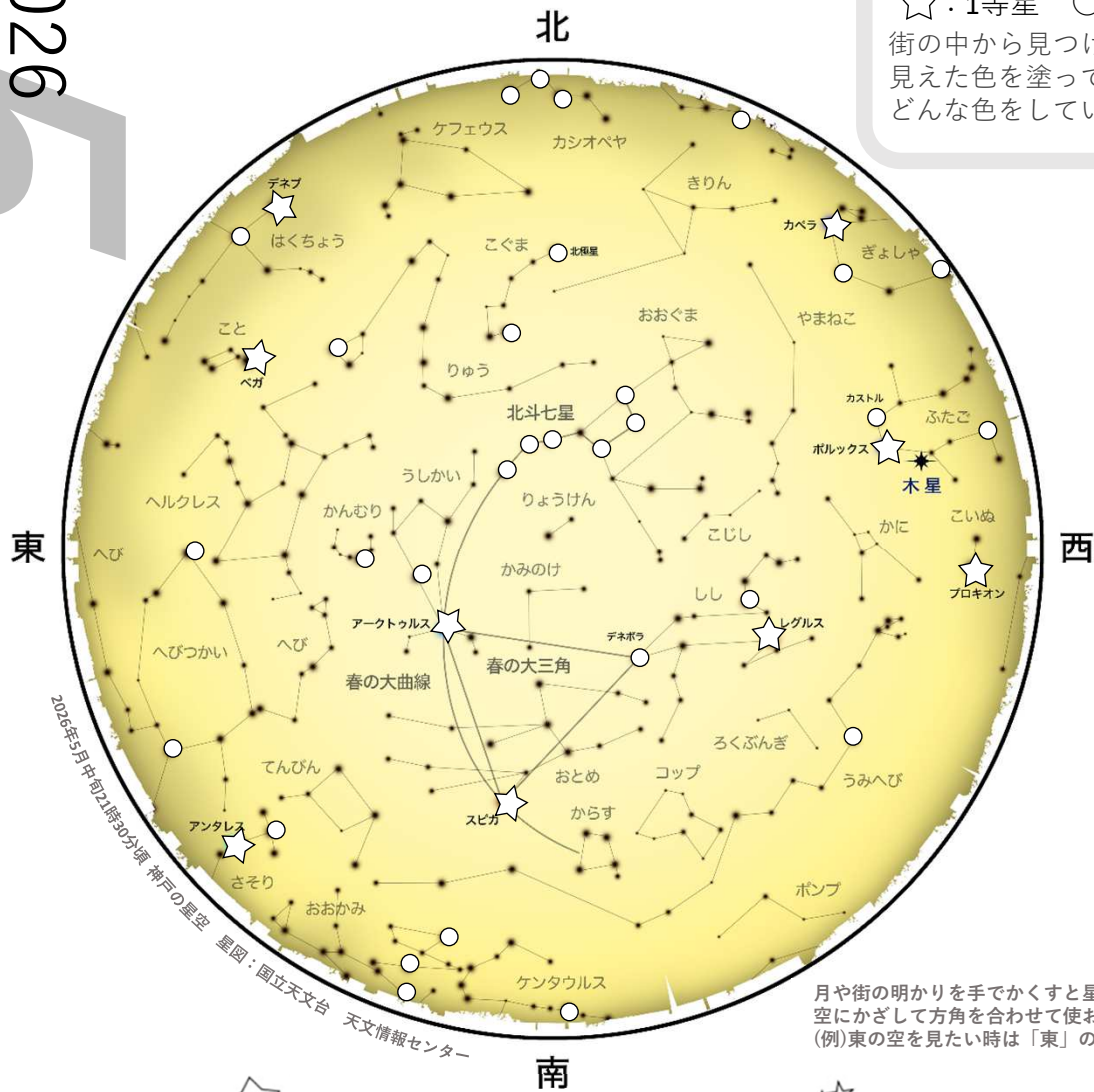 026
5
北
☆:1等星 ○
街の中から見つけ
見えた色を塗って
どんな色をしてい
ケフェウス
カシオペヤ
きりん
デネブ
はくちょう
カペラ
ぎょしゃ
こぐま
北極星
こと
ベガ
りゅう
おおぐま
やまねこ
北斗七星
カストル
ふたご
ポルックス
木星
うしかい
りょうけん
ヘルクレス
かんむり
こじし
かに
こいぬ
東
西
へび
かみのけ
しし
プロキオン
アークトゥルス
デネボラ
レグルス
へびつかい
へび
春の大三角
春の大曲線
ろくぶんぎ
てんびん
おとめ
コップ
うみへび
スピカ
からす
アンタレス
さそり
おおかみ
ポンプ
ケンタウルス
2026年5月中旬21時30分頃 神戸の星空 星図:国立天文台 天文情報センター
月や街の明かりを手でかくすと星
空にかざして方角を合わせて使お
(例)東の空を見たい時は「東」の
南